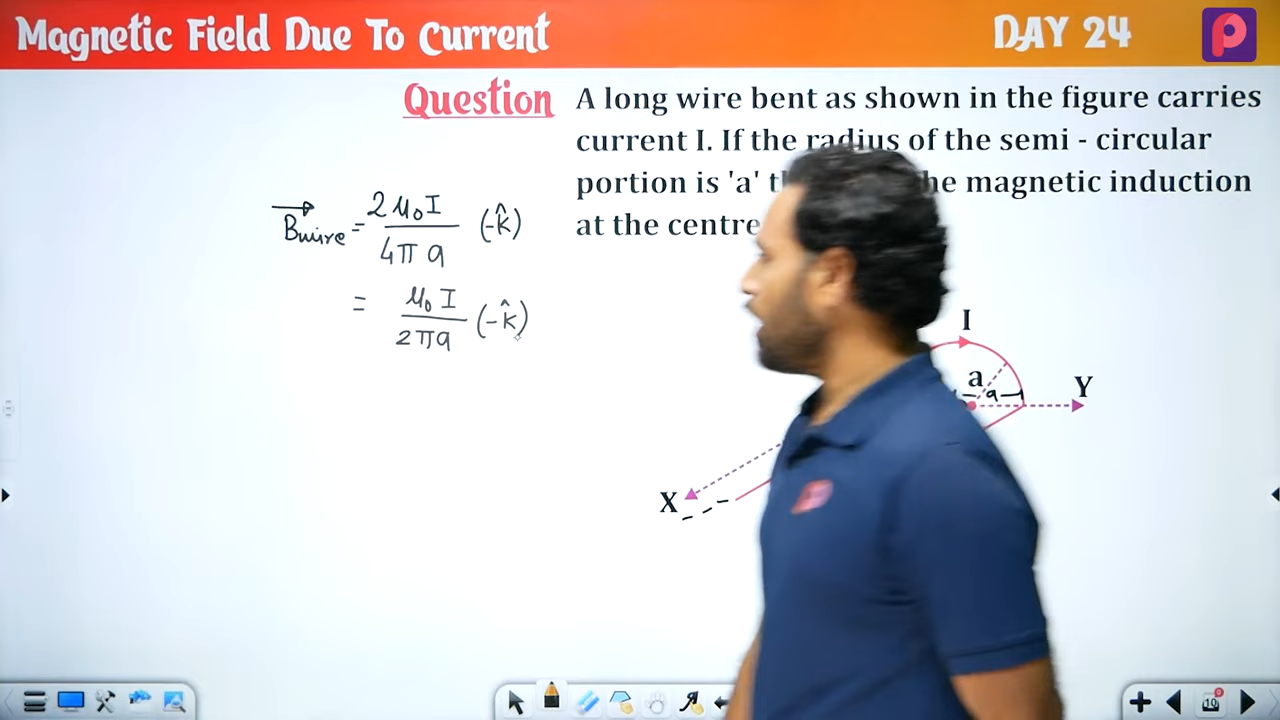 Magnetic Field Due To Current
DAY 24
Question
A long wire bent as shown in the figure carries
current I. If the radius of the semi - circular
portion is 'a' the magnetic induction
at the centre
B⃗wire = 2μ₀I / 4πa (-k̂)
= μ₀I / 2πa (-k̂)
I
a
a
Y
X
10